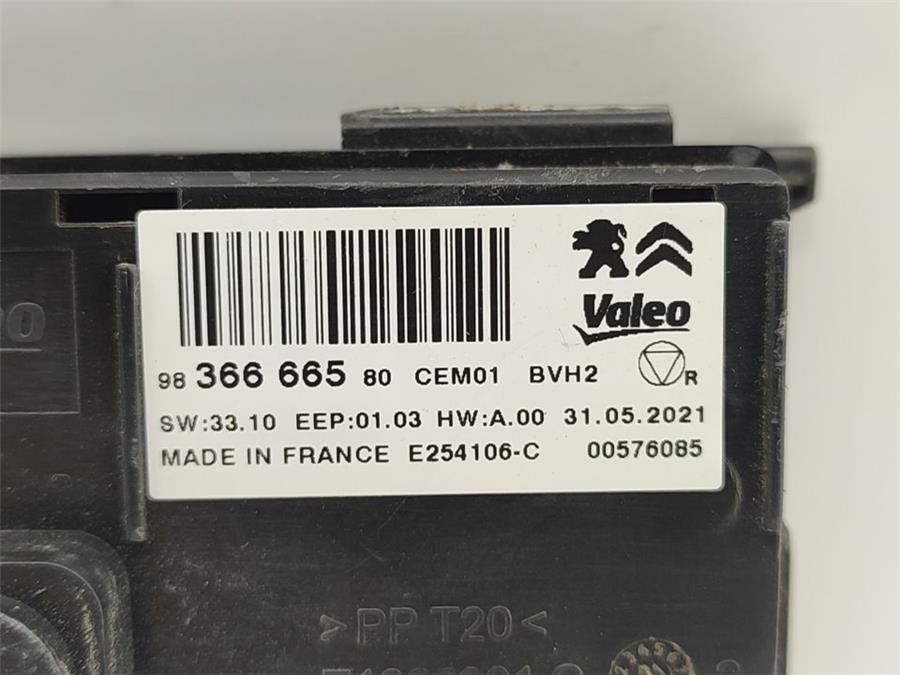 Valeo
98 366 665 80 CEM01 BVH2 R
SW:33.10 EEP:01.03 HW:A.00 31.05.2021
MADE IN FRANCE E254106-C 00576085
>PP T20<